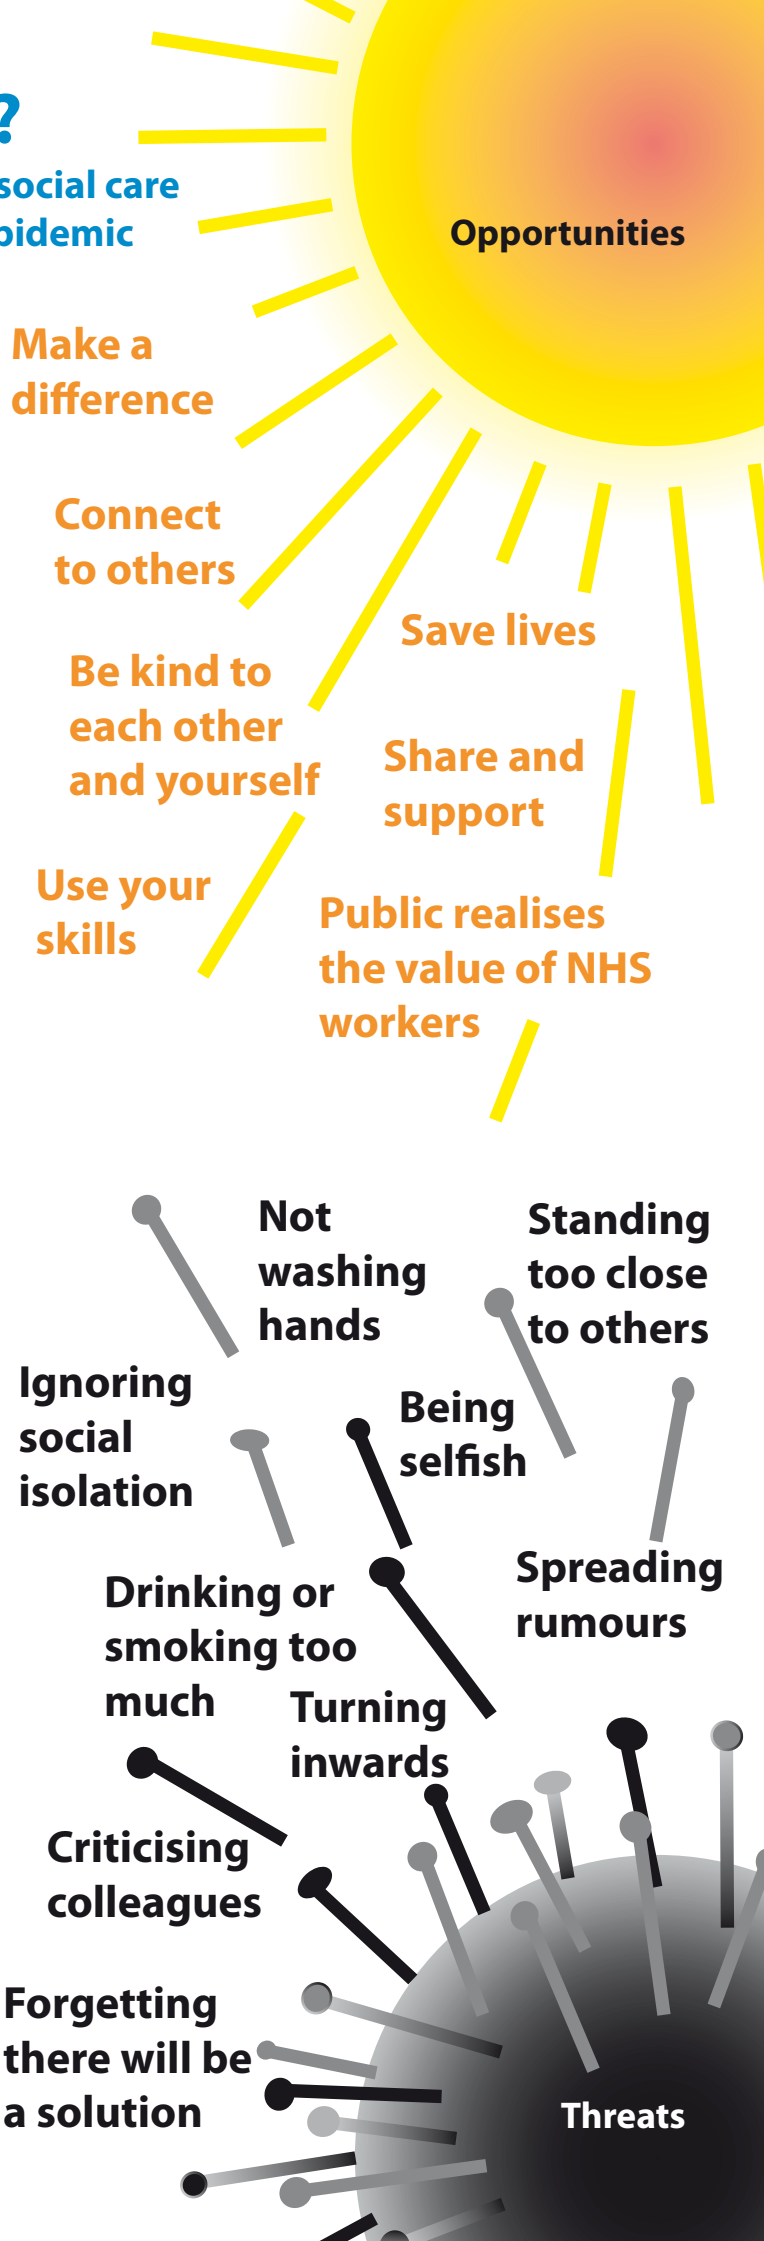 ?
social care
Opportunities
Make a
difference
Connect
to others
Save lives
Be kind to
each other
and yourself
Share and
support
Use your
skills
Public realises
the value of NHS
workers
Not
washing
hands
Standing
too close
to others
Ignoring
social
isolation
Being
selfish
Drinking or
smoking too
much
Spreading
rumours
Turning
inwards
Criticising
colleagues
Forgetting
there will be
a solution
Threats